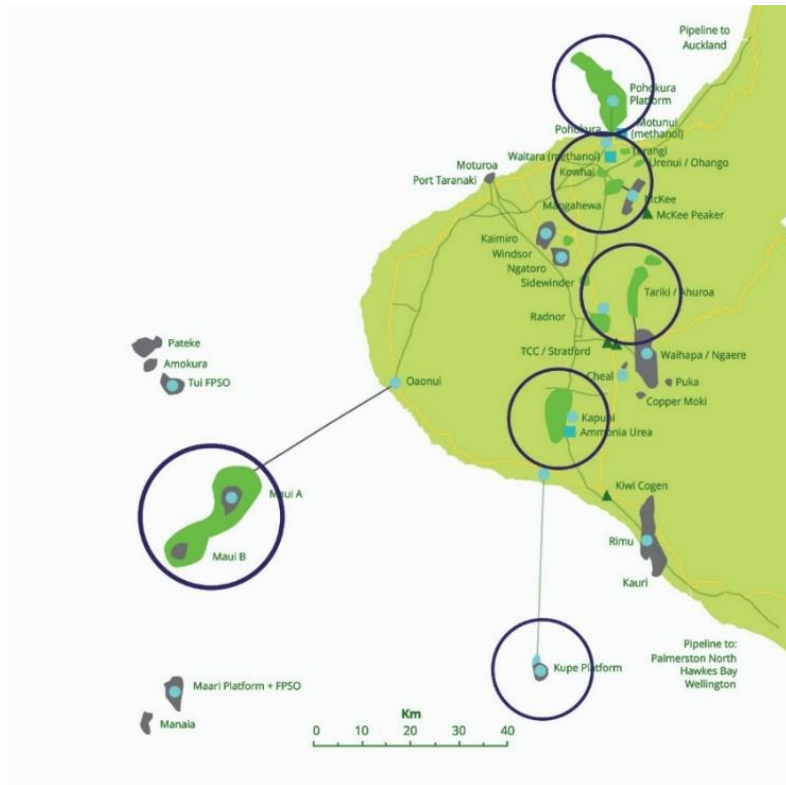 Pipeline to
Auckland
Pohokura
Platform
Pohokura
Motunui
(methanol)
Waitara (methanol)
Turangi
Urenui / Ohango
Kowhai
Moturoa
Port Taranaki
McKee
Mangahewa
McKee Peaker
Kaimiro
Windsor
Ngatoro
Sidewinder
Tariki / Ahuroa
Radnor
Pateke
TCC / Stratford
Waihapa / Ngaere
Amokura
Tui FPSO
Oaonui
Cheal
Puka
Copper Moki
Kapuni
Ammonia Urea
Maui A
Kiwi Cogen
Maui B
Rimu
Kauri
Pipeline to:
Palmerston North
Hawkes Bay
Wellington
Kupe Platform
Maari Platform + FPSO
Manaia
Km
0 10 20 30 40